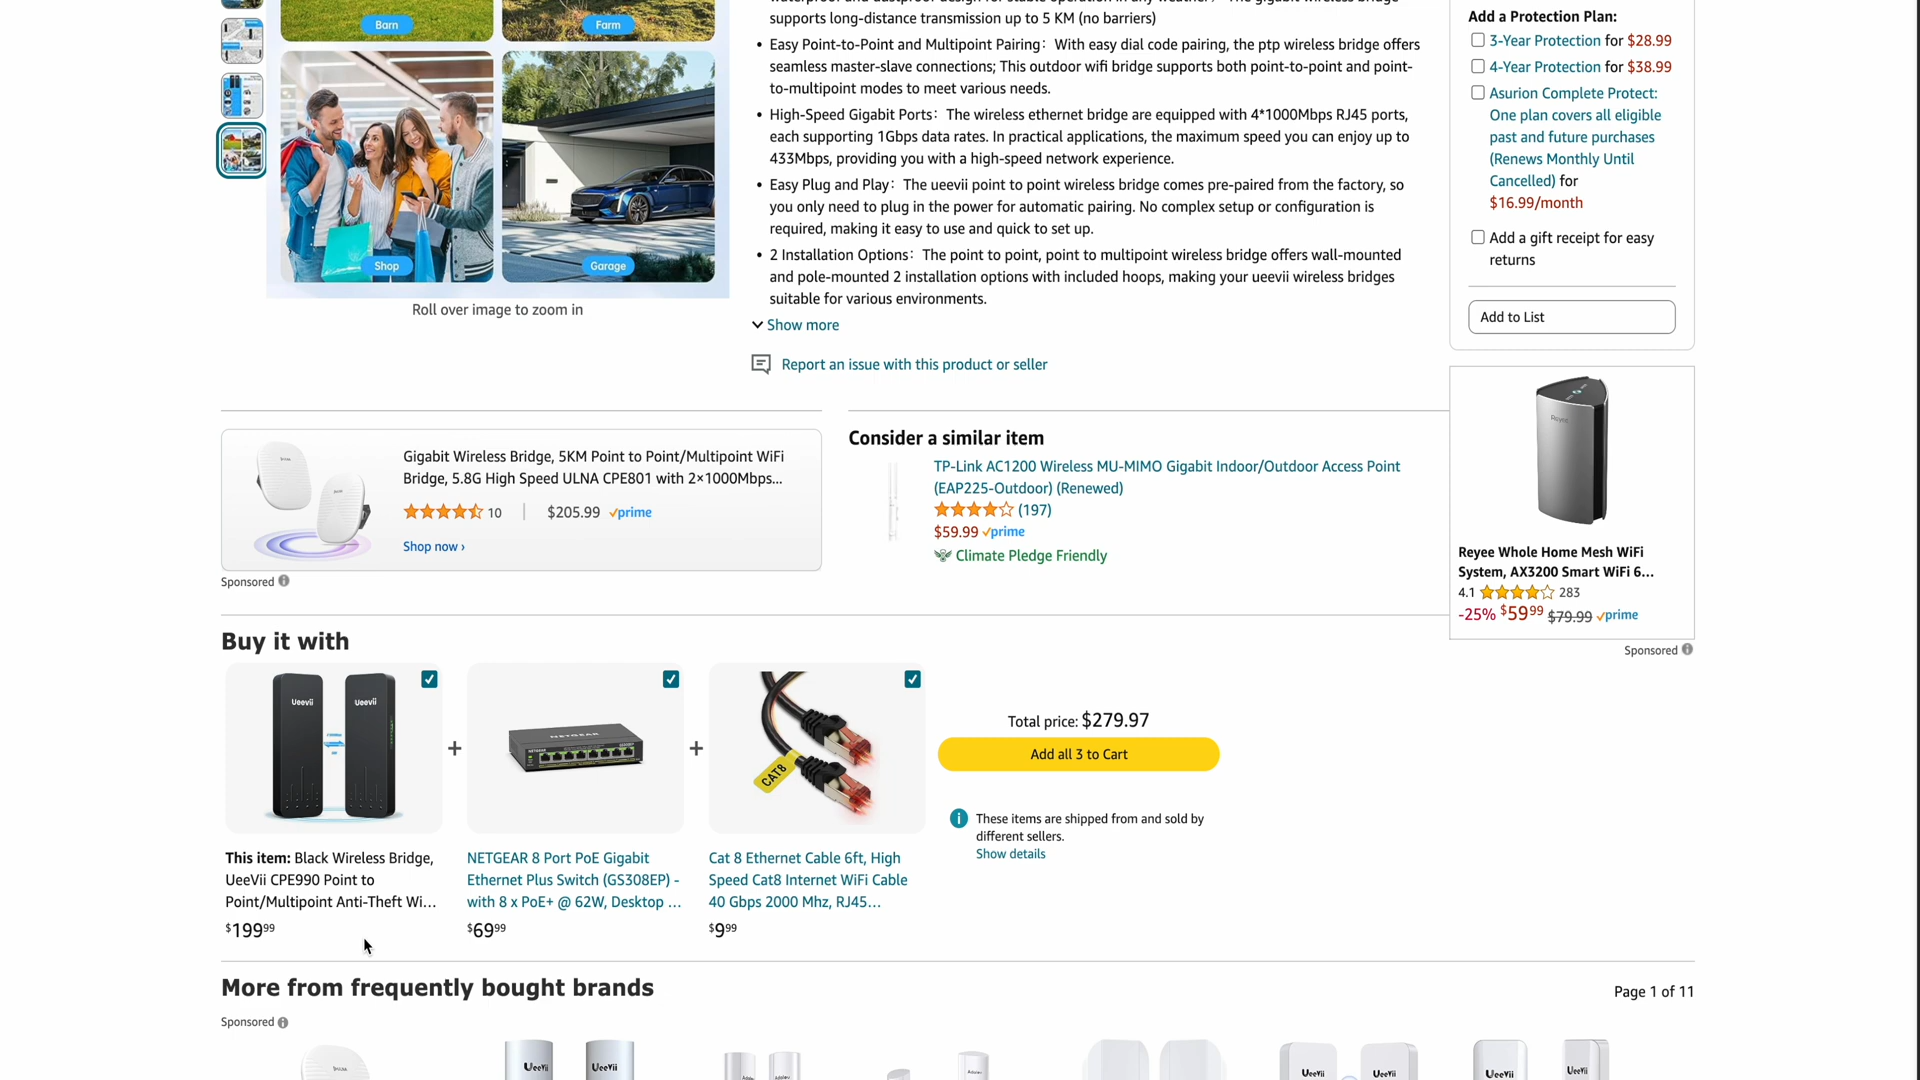 Barn
Farm
Shop
Garage
Roll over image to zoom in
supports long-distance transmission up to 5 KM (no barriers)
• Easy Point-to-Point and Multipoint Pairing： With easy dial code pairing, the ptp wireless bridge offers
seamless master-slave connections; This outdoor wifi bridge supports both point-to-point and point-
to-multipoint modes to meet various needs.
• High-Speed Gigabit Ports： The wireless ethernet bridge are equipped with 4*1000Mbps RJ45 ports,
each supporting 1Gbps data rates. In practical applications, the maximum speed you can enjoy up to
433Mbps, providing you with a high-speed network experience.
• Easy Plug and Play： The ueevii point to point wireless bridge comes pre-paired from the factory, so
you only need to plug in the power for automatic pairing. No complex setup or configuration is
required, making it easy to use and quick to set up.
• 2 Installation Options： The point to point, point to multipoint wireless bridge offers wall-mounted
and pole-mounted 2 installation options with included hoops, making your ueevii wireless bridges
suitable for various environments.
Show more
Report an issue with this product or seller
Add a Protection Plan:
3-Year Protection for $28.99
4-Year Protection for $38.99
Asurion Complete Protect:
One plan covers all eligible
past and future purchases
(Renews Monthly Until
Cancelled) for
$16.99/month
Add a gift receipt for easy
returns
Add to List
Gigabit Wireless Bridge, 5KM Point to Point/Multipoint WiFi
Bridge, 5.8G High Speed ULNA CPE801 with 2×1000Mbps...
10 | $205.99 prime
Shop now ›
Sponsored
Consider a similar item
TP-Link AC1200 Wireless MU-MIMO Gigabit Indoor/Outdoor Access Point
(EAP225-Outdoor) (Renewed)
(197)
$59.99 prime
Climate Pledge Friendly
Reyee
Reyee Whole Home Mesh WiFi
System, AX3200 Smart WiFi 6...
4.1 283
-25% $59.99 $79.99 prime
Sponsored
Buy it with
UeeVii UeeVii
NETGEAR
CAT8
Total price: $279.97
Add all 3 to Cart
These items are shipped from and sold by
different sellers.
Show details
This item: Black Wireless Bridge,
UeeVii CPE990 Point to
Point/Multipoint Anti-Theft Wi...
$199.99
NETGEAR 8 Port PoE Gigabit
Ethernet Plus Switch (GS308EP) -
with 8 x PoE+ @ 62W, Desktop ...
$69.99
Cat 8 Ethernet Cable 6ft, High
Speed Cat8 Internet WiFi Cable
40 Gbps 2000 Mhz, RJ45...
$9.99
More from frequently bought brands
Page 1 of 11
Sponsored
UeeVii UeeVii
UeeVii UeeVii
UeeVii UeeVii